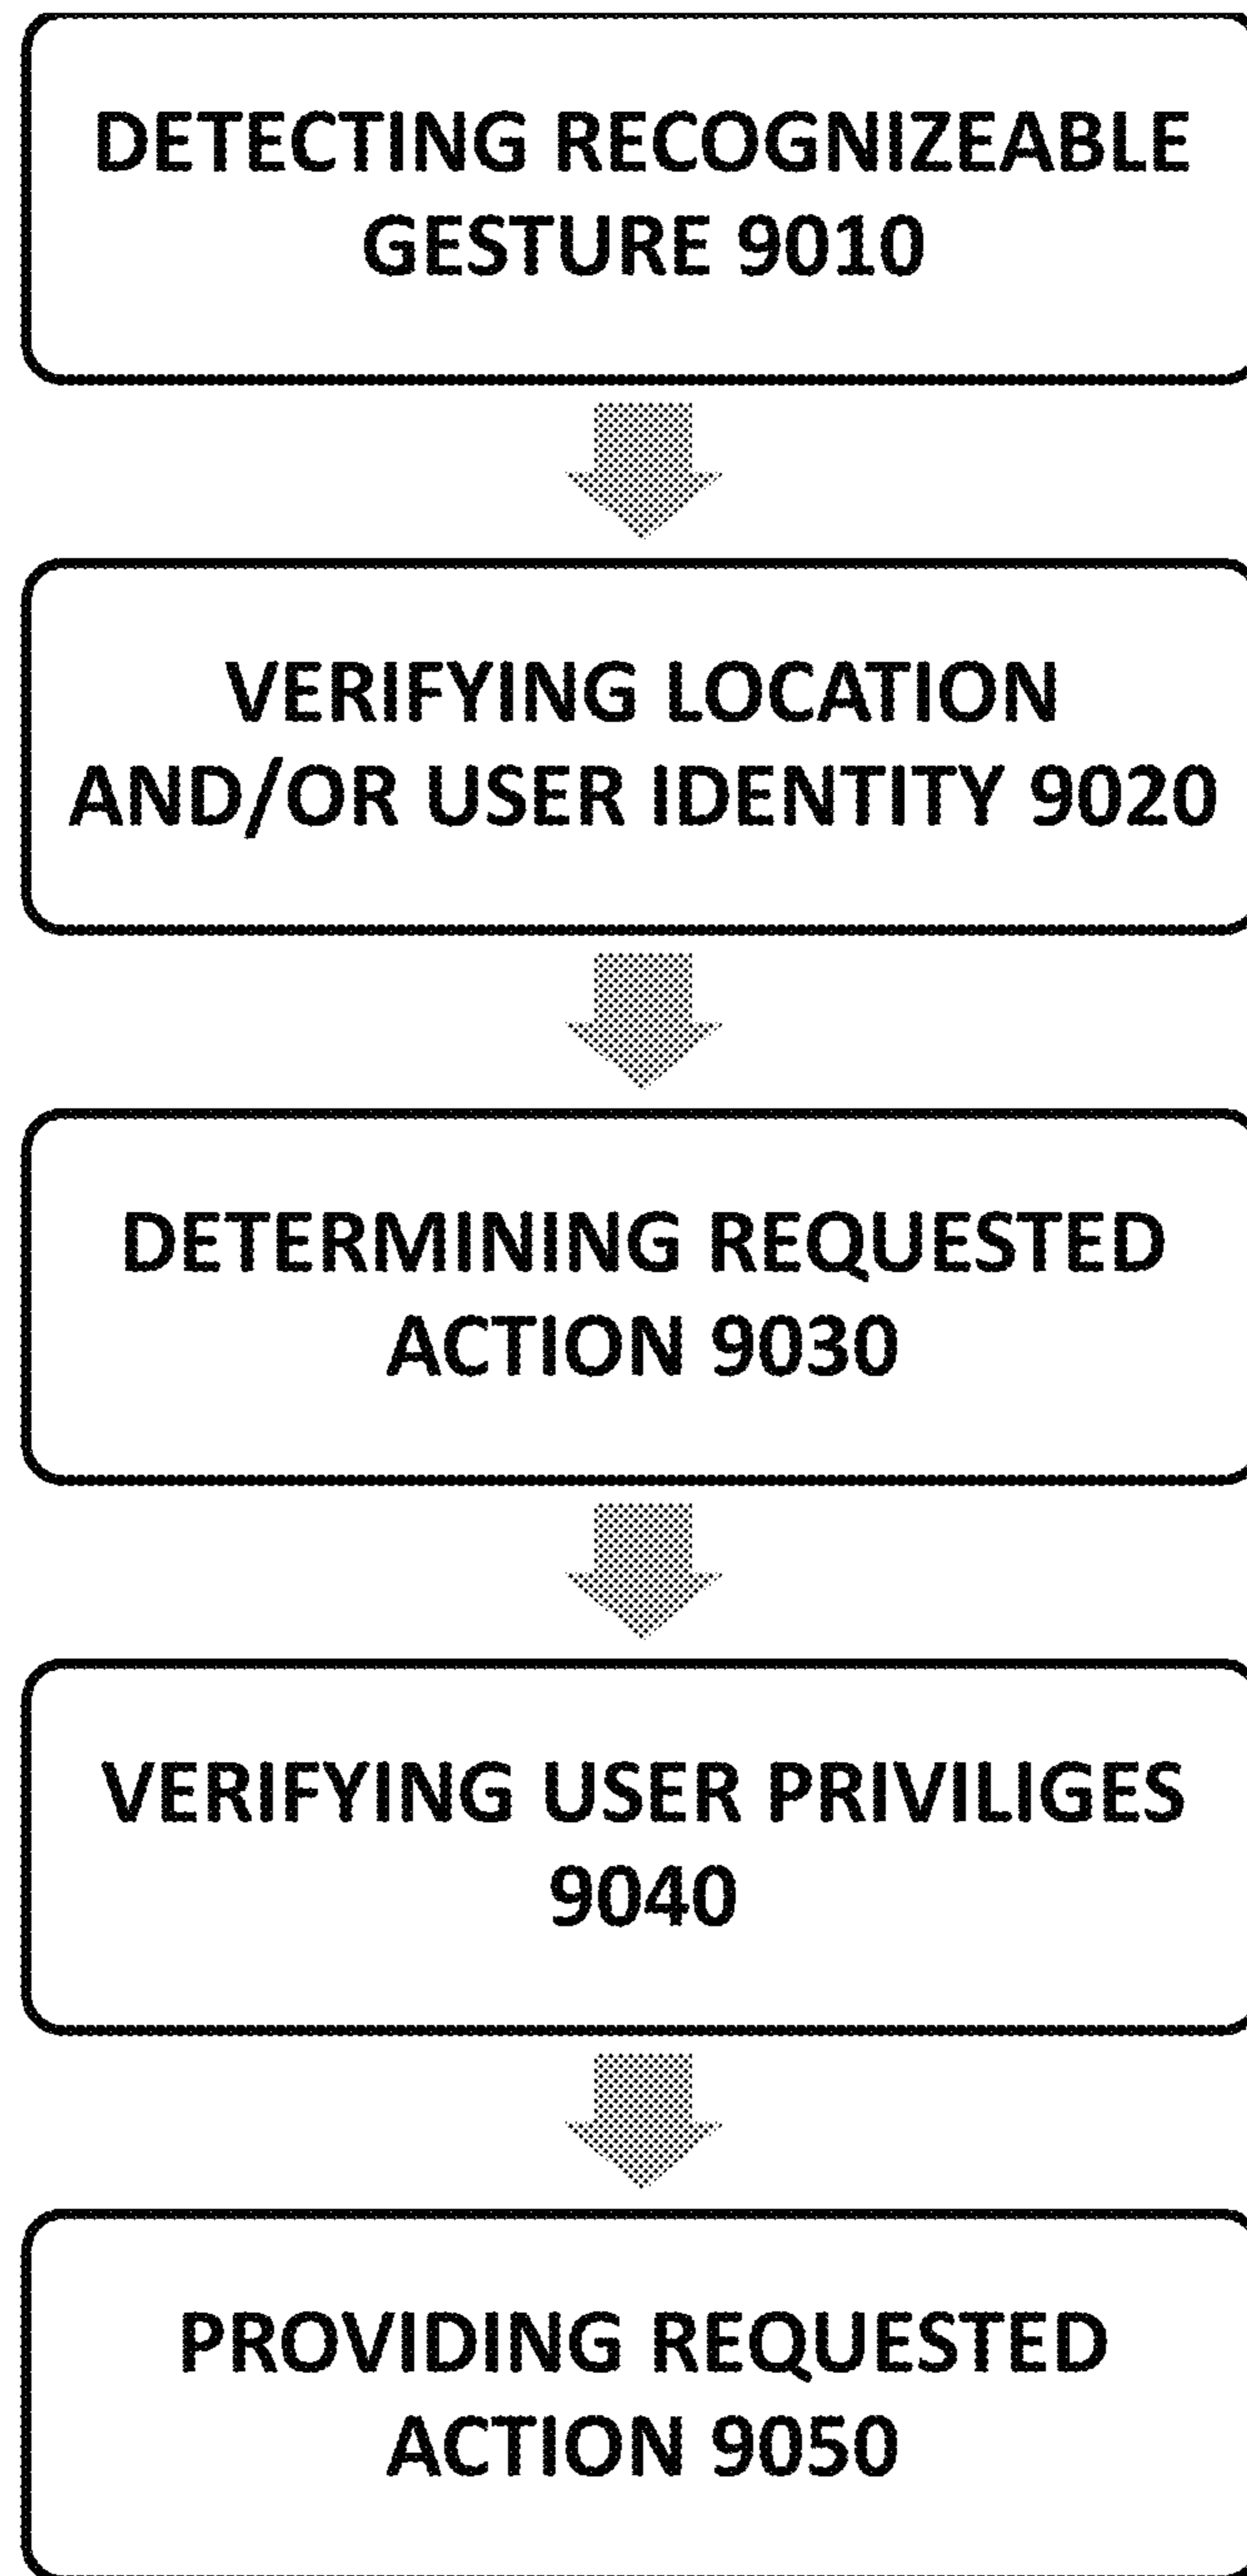 DETECTING RECOGNIZEABLE
GESTURE 9010
VERIFYING LOCATION
AND/OR USER IDENTITY 9020
DETERMINING REQUESTED
ACTION 9030
VERIFYING USER PRIVILIGES
9040
PROVIDING REQUESTED
ACTION 9050